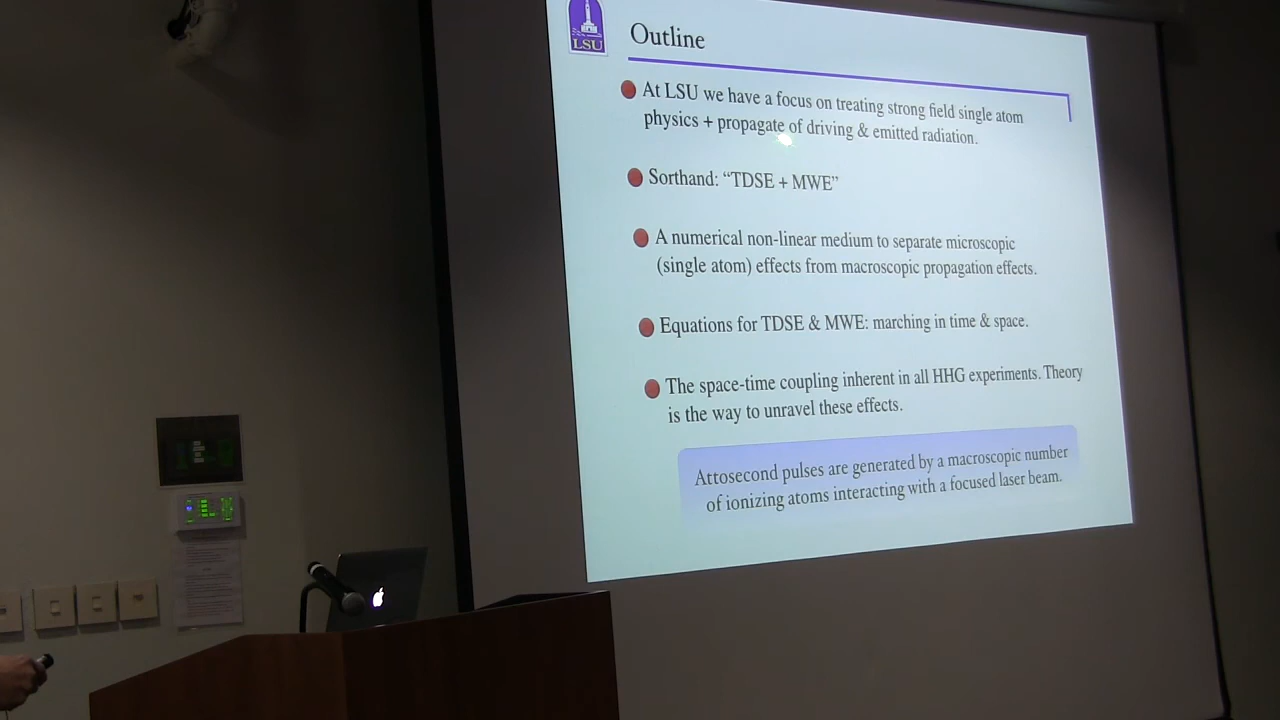 LSU
Outline
At LSU we have a focus on treating strong field single atom
physics + propagate of driving & emitted radiation.
Sorthand: “TDSE + MWE”
A numerical non-linear medium to separate microscopic
(single atom) effects from macroscopic propagation effects.
Equations for TDSE & MWE: marching in time & space.
The space-time coupling inherent in all HHG experiments. Theory
is the way to unravel these effects.
Attosecond pulses are generated by a macroscopic number
of ionizing atoms interacting with a focused laser beam.